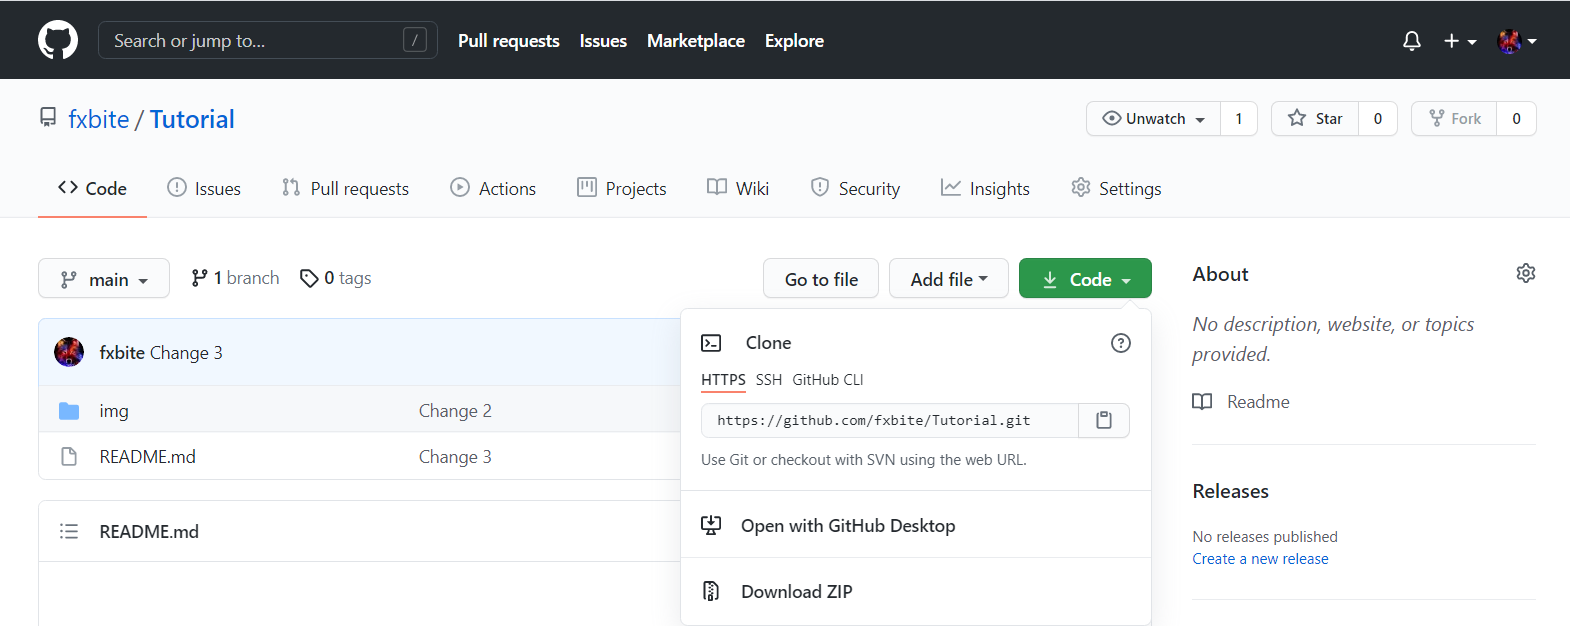 Search or jump to... / Pull requests Issues Marketplace Explore
fxbite / Tutorial Unwatch 1 Star 0 Fork 0
Code Issues Pull requests Actions Projects Wiki Security Insights Settings
main 1 branch 0 tags Go to file Add file Code
fxbite Change 3
img Change 2
README.md Change 3
README.md
Clone
HTTPS SSH GitHub CLI
https://github.com/fxbite/Tutorial.git
Use Git or checkout with SVN using the web URL.
Open with GitHub Desktop
Download ZIP
About
No description, website, or topics
provided.
Readme
Releases
No releases published
Create a new release